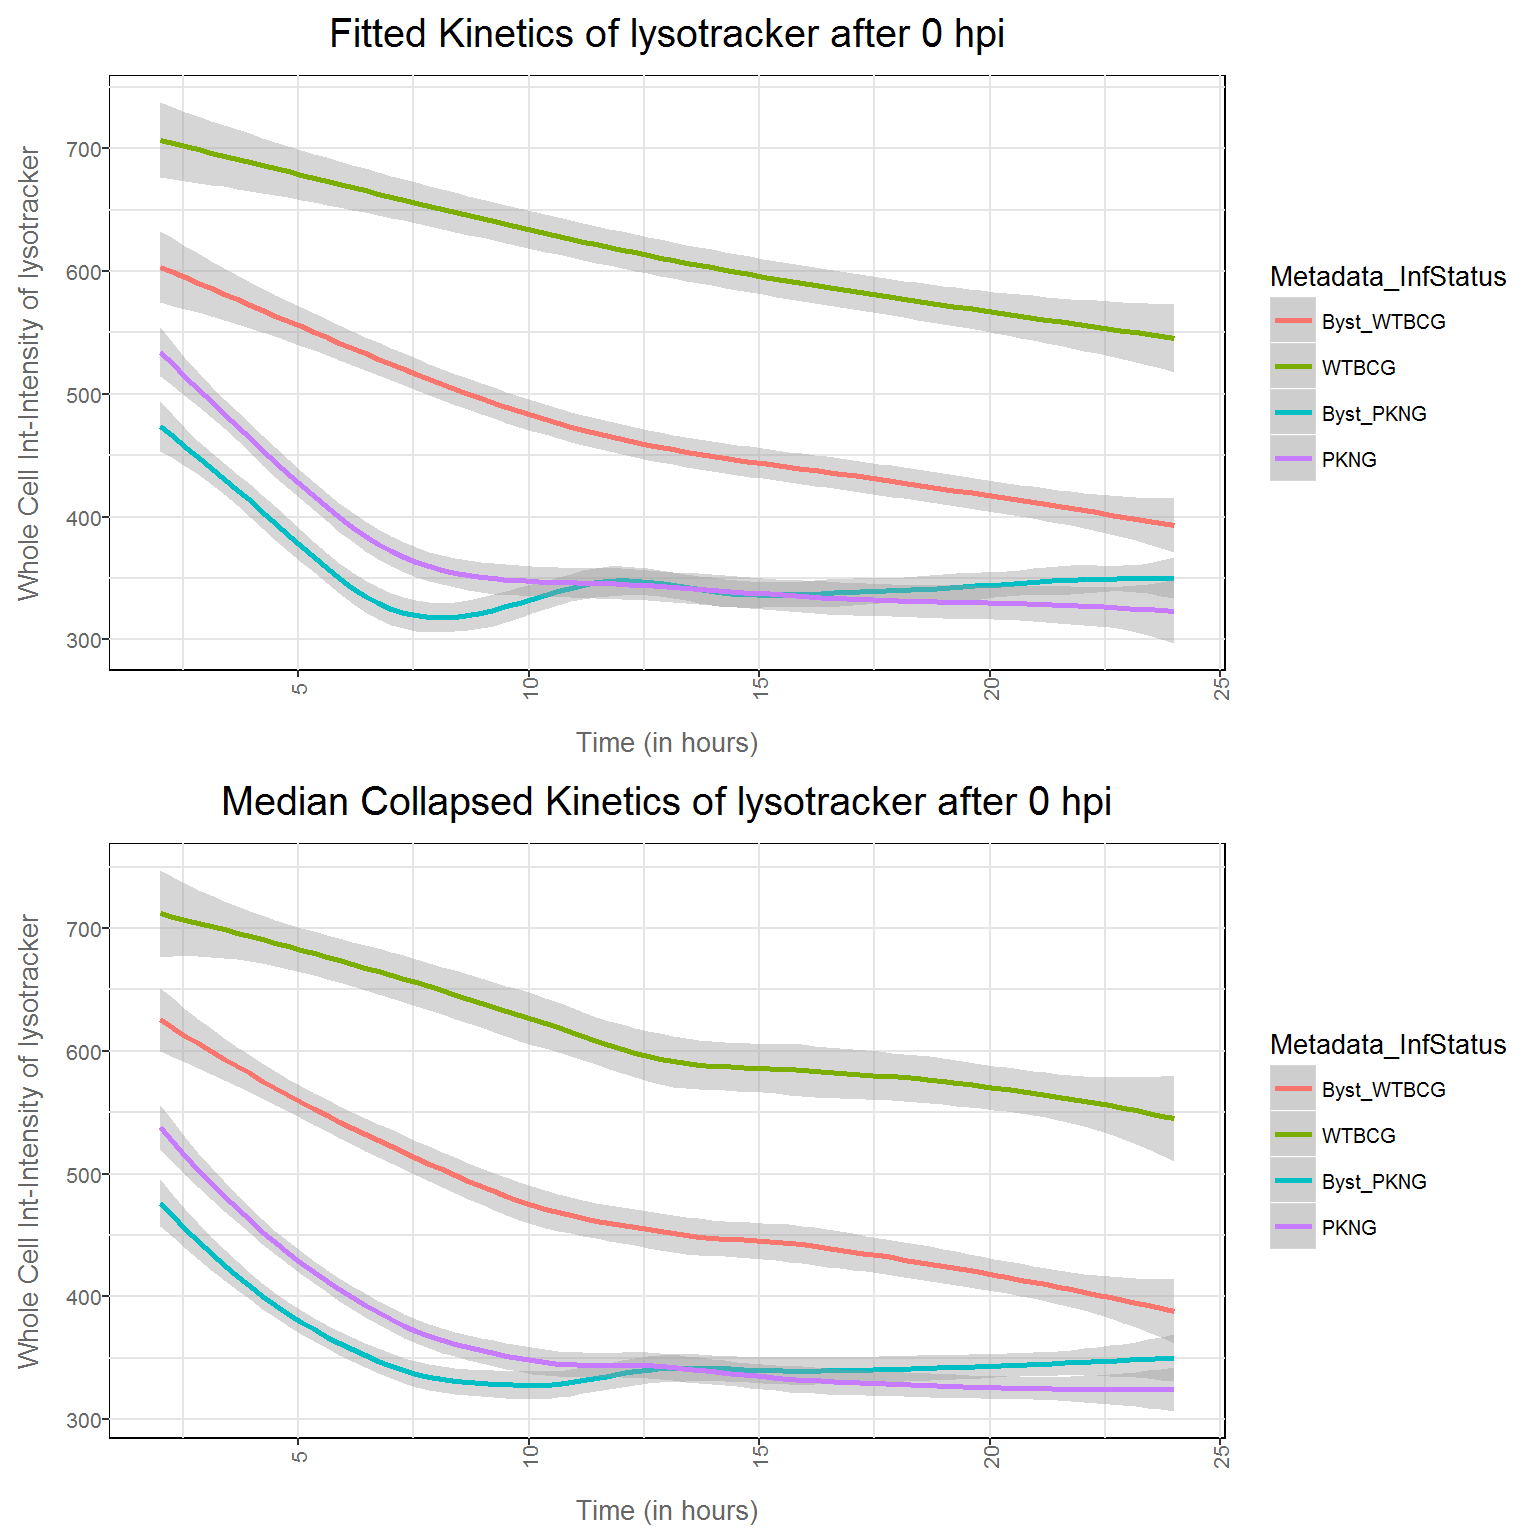 Fitted Kinetics of lysotracker after 0 hpi
Whole Cell Int-Intensity of lysotracker
700
600
500
400
300
5
10
15
20
25
Time (in hours)
Metadata_InfStatus
Byst_WTBCG
WTBCG
Byst_PKNG
PKNG
Median Collapsed Kinetics of lysotracker after 0 hpi
Whole Cell Int-Intensity of lysotracker
700
600
500
400
300
5
10
15
20
25
Time (in hours)
Metadata_InfStatus
Byst_WTBCG
WTBCG
Byst_PKNG
PKNG